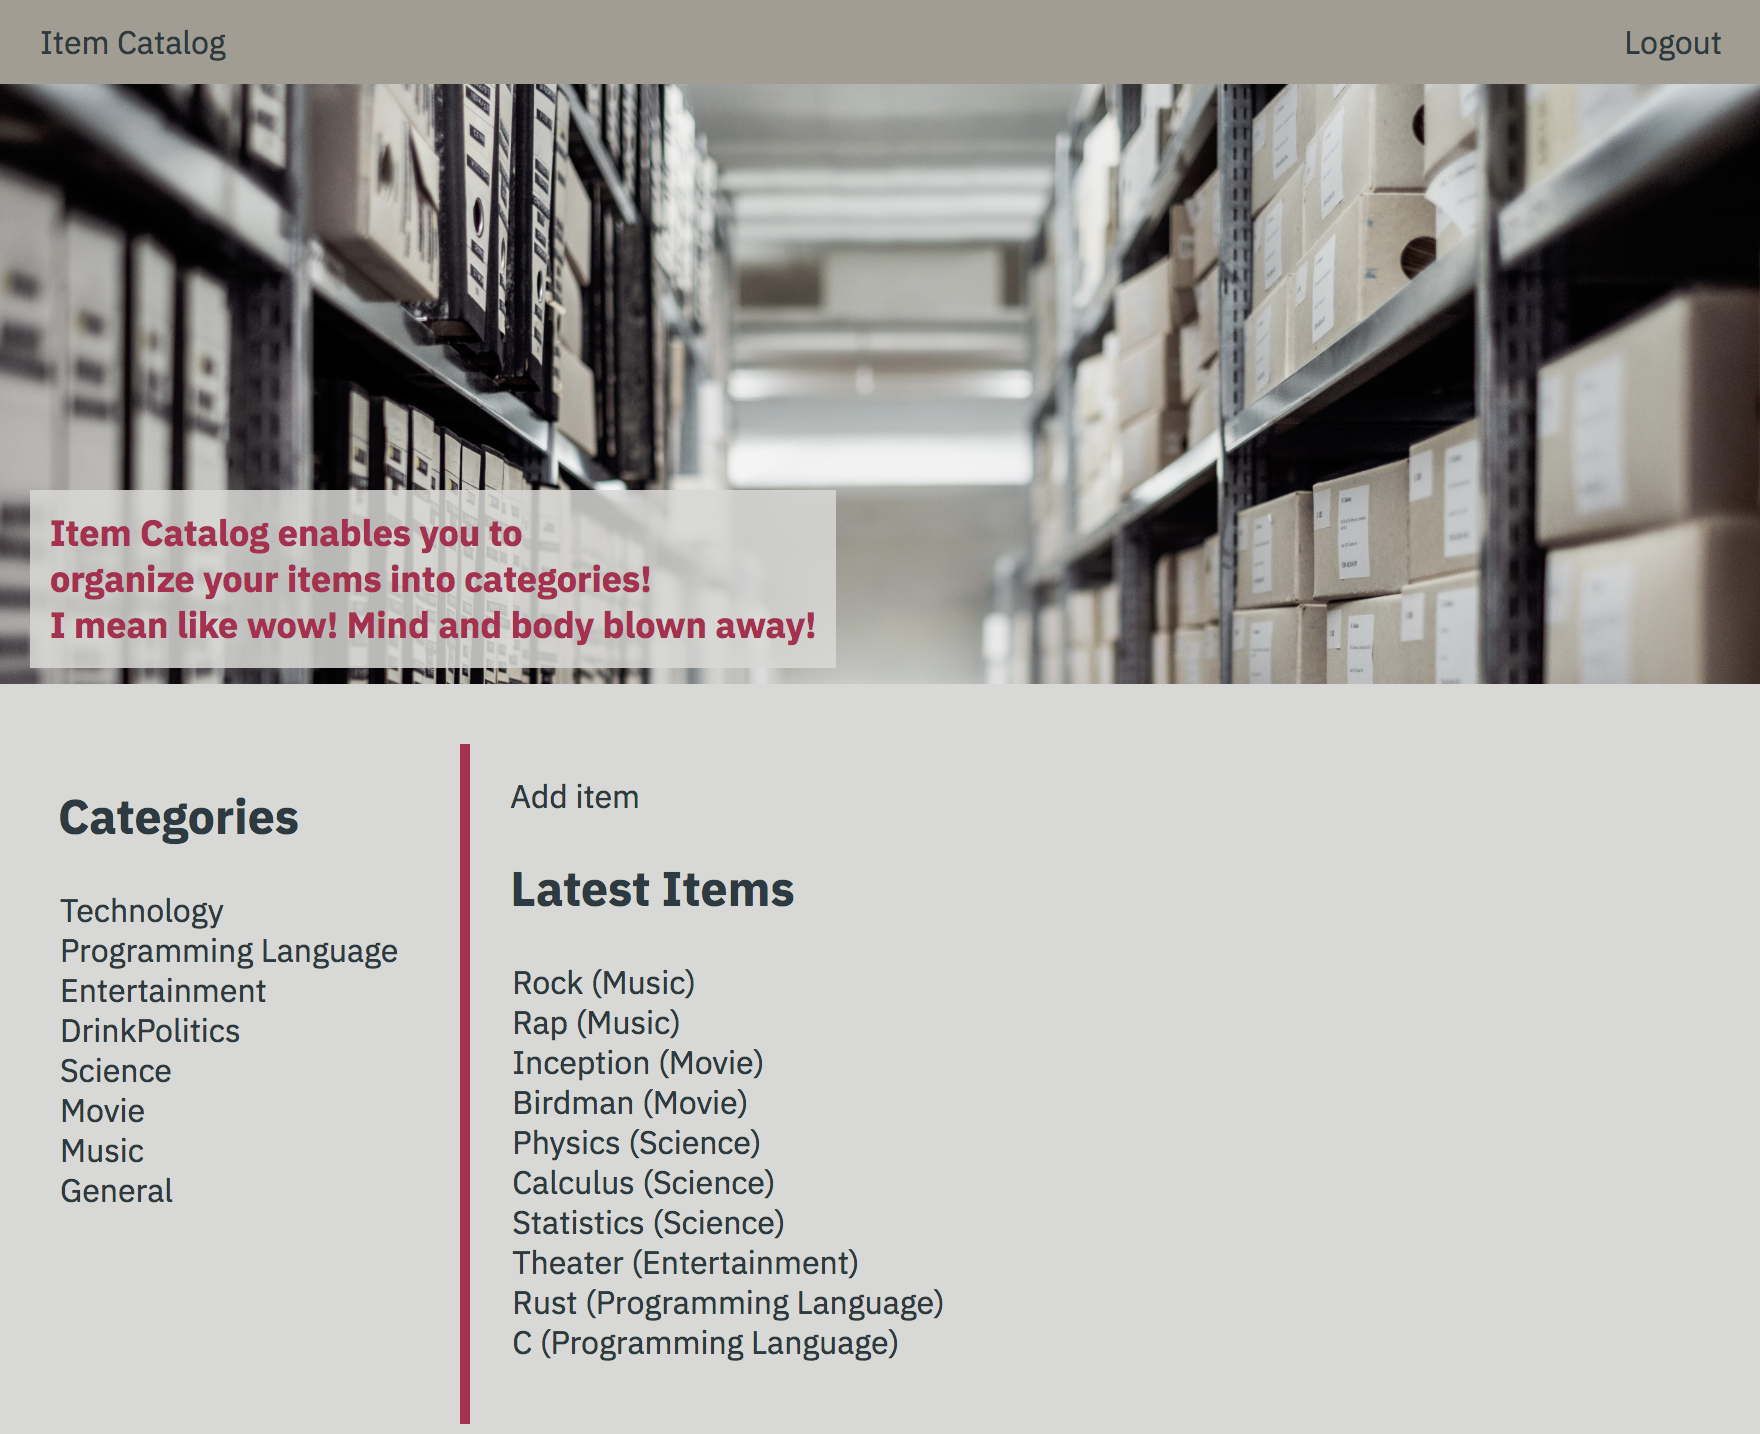 Item Catalog
Logout
Item Catalog enables you to
organize your items into categories!
I mean like wow! Mind and body blown away!
Categories
Technology
Programming Language
Entertainment
DrinkPolitics
Science
Movie
Music
General
Add item
Latest Items
Rock (Music)
Rap (Music)
Inception (Movie)
Birdman (Movie)
Physics (Science)
Calculus (Science)
Statistics (Science)
Theater (Entertainment)
Rust (Programming Language)
C (Programming Language)